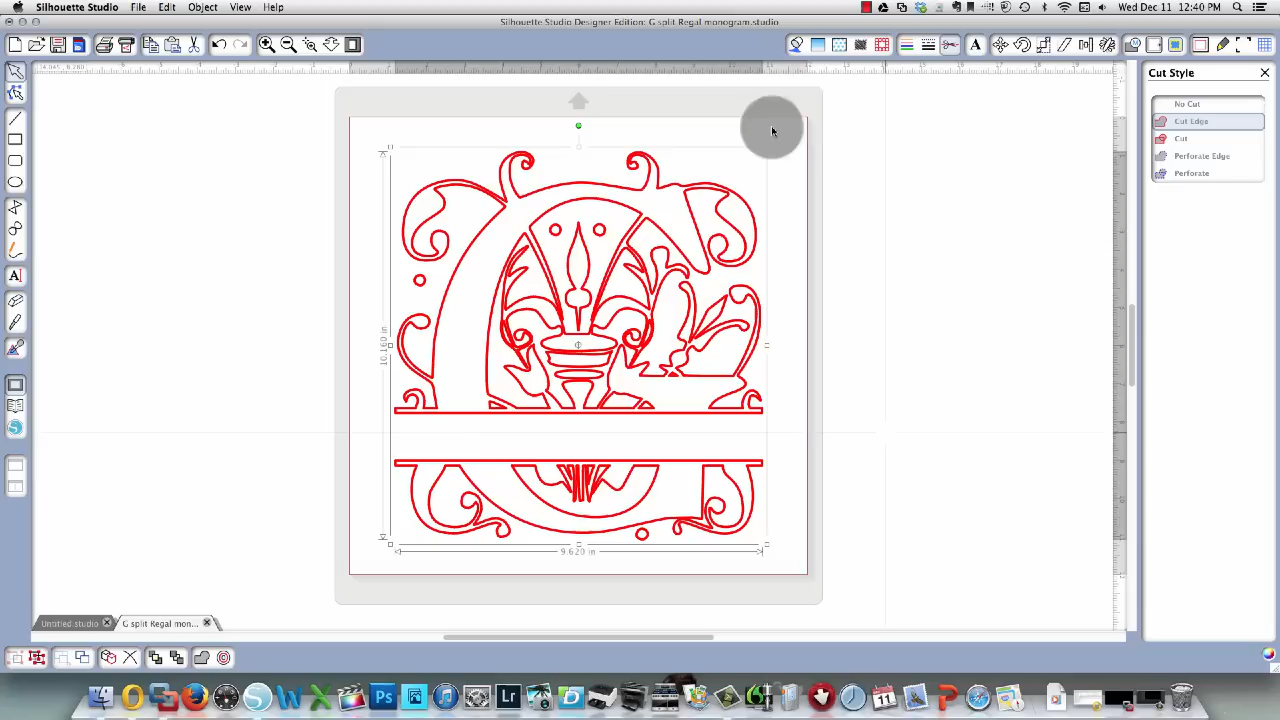 Silhouette Studio File Edit Object View Help Wed Dec 11 12:40 PM
Silhouette Studio Designer Edition: G split Regal monogram.studio
Cut Style
No Cut
Cut Edge
Cut
Perforate Edge
Perforate
10.160 in
9.620 in
Untitled.studio G split Regal mon...